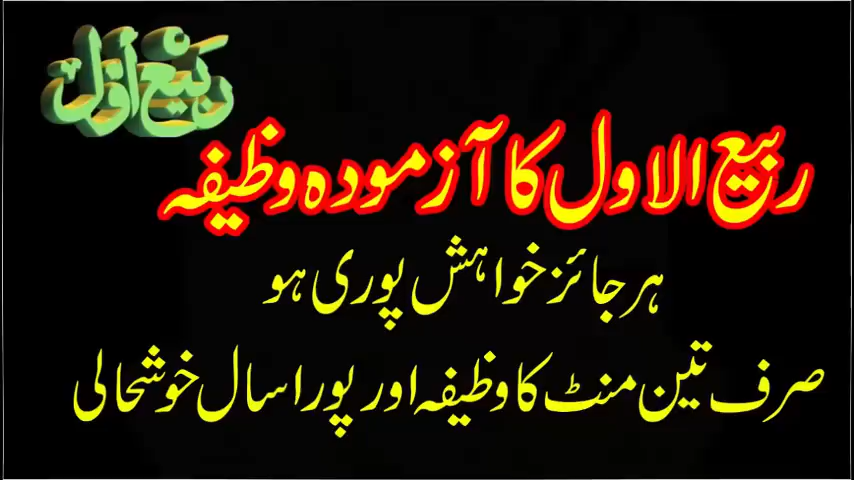 ربیع اول
ربیع الاول کا آزمودہ وظیفہ
ہر جائز خواہش پوری ہو
صرف تین منٹ کا وظیفہ اور پورا سال خوشحالی